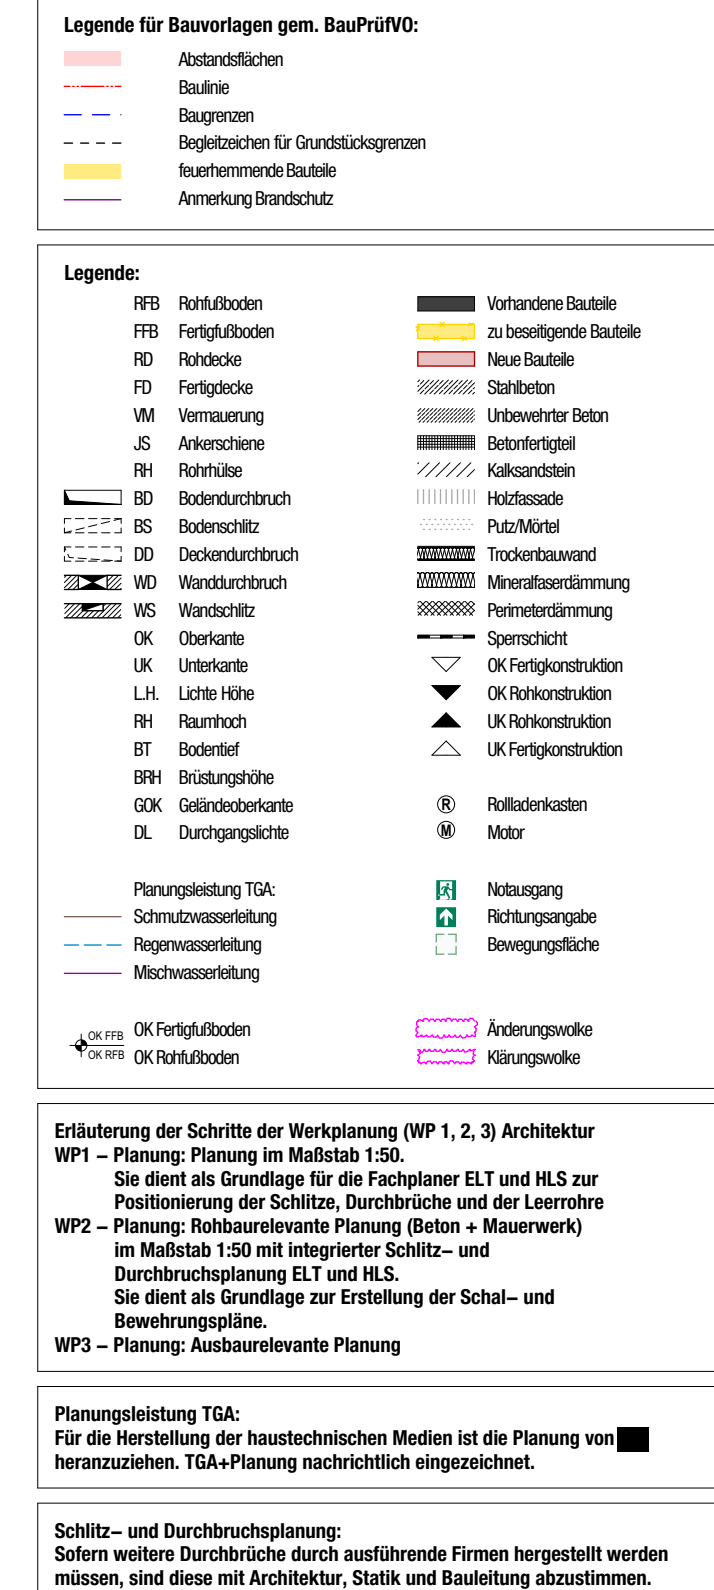 Legende für Bauvorlagen gem. BauPrüfVO:
Abstandsflächen
Baulinie
Baugrenzen
Begleitzeichen für Grundstücksgrenzen
feuerhemmende Bauteile
Anmerkung Brandschutz
Legende:
RFB Rohfußboden
FFB Fertigfußboden
RD Rohdecke
FD Fertigdecke
VM Vermauerung
JS Ankerschiene
RH Rohrhülse
BD Bodendurchbruch
BS Bodenschlitz
DD Deckendurchbruch
WD Wanddurchbruch
WS Wandschlitz
OK Oberkante
UK Unterkante
L.H. Lichte Höhe
RH Raumhoch
BT Bodentief
BRH Brüstungshöhe
GOK Geländeoberkante
DL Durchgangslichte
Planungsleistung TGA:
Schmutzwasserleitung
Regenwasserleitung
Mischwasserleitung
OK FFB OK Fertigfußboden
OK RFB OK Rohfußboden
Vorhandene Bauteile
zu beseitigende Bauteile
Neue Bauteile
Stahlbeton
Unbewehrter Beton
Betonfertigteil
Kalksandstein
Holzfassade
Putz/Mörtel
Trockenbauwand
Mineralfaserdämmung
Perimeterdämmung
Sperrschicht
OK Fertigkonstruktion
OK Rohkonstruktion
UK Rohkonstruktion
UK Fertigkonstruktion
R Rollladenkasten
M Motor
Notausgang
Richtungsangabe
Bewegungsfläche
Änderungswolke
Klärungswolke
Erläuterung der Schritte der Werkplanung (WP 1, 2, 3) Architektur
WP1 – Planung: Planung im Maßstab 1:50.
Sie dient als Grundlage für die Fachplaner ELT und HLS zur
Positionierung der Schlitze, Durchbrüche und der Leerrohre
WP2 – Planung: Rohbaurelevante Planung (Beton + Mauerwerk)
im Maßstab 1:50 mit integrierter Schlitz– und
Durchbruchsplanung ELT und HLS.
Sie dient als Grundlage zur Erstellung der Schal– und
Bewehrungspläne.
WP3 – Planung: Ausbaurelevante Planung
Planungsleistung TGA:
Für die Herstellung der haustechnischen Medien ist die Planung von
heranzuziehen. TGA+Planung nachrichtlich eingezeichnet.
Schlitz– und Durchbruchsplanung:
Sofern weitere Durchbrüche durch ausführende Firmen hergestellt werden
müssen, sind diese mit Architektur, Statik und Bauleitung abzustimmen.